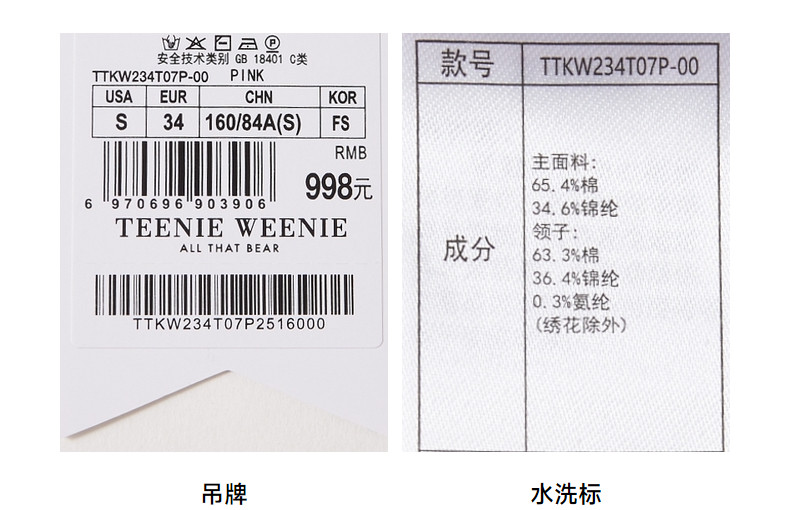 安全技术类别 GB 18401 C类
TTKW234T07P-00 PINK
USA EUR CHN KOR
S 34 160/84A(S) FS
RMB
998元
6 970696 903906
TEENIE WEENIE
ALL THAT BEAR
TTKW234T07P2516000
吊牌
款号 TTKW234T07P-00
成分
主面料:
65.4%棉
34.6%锦纶
领子:
63.3%棉
36.4%锦纶
0.3%氨纶
(绣花除外)
水洗标